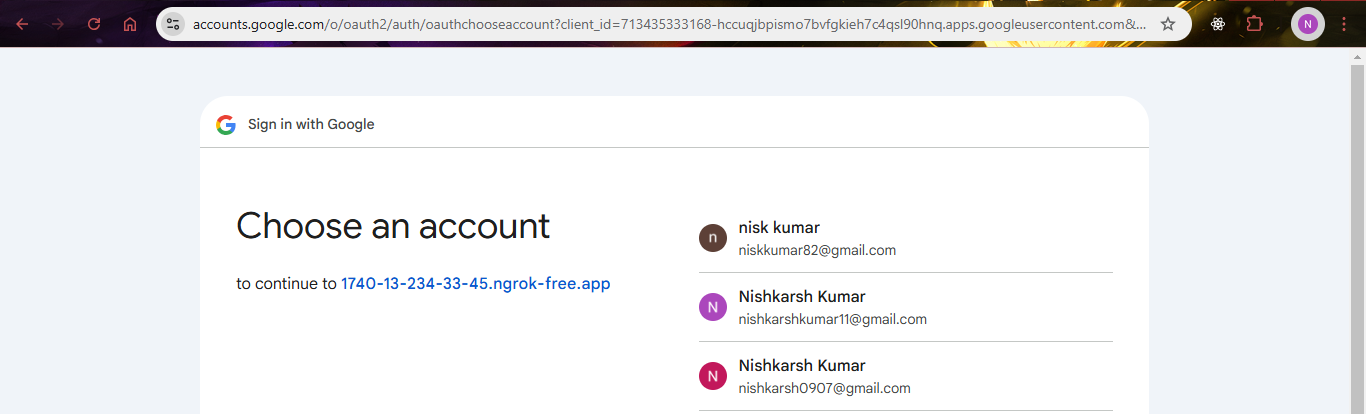 accounts.google.com/o/oauth2/auth/oauthchooseaccount?client_id=713435333168-hccuqjbpismo7bvfgkieh7c4qsl90hnq.apps.googleusercontent.com&...
N
Sign in with Google
Choose an account
to continue to 1740-13-234-33-45.ngrok-free.app
n
nisk kumar
niskkumar82@gmail.com
N
Nishkarsh Kumar
nishkarshkumar11@gmail.com
N
Nishkarsh Kumar
nishkarsh0907@gmail.com